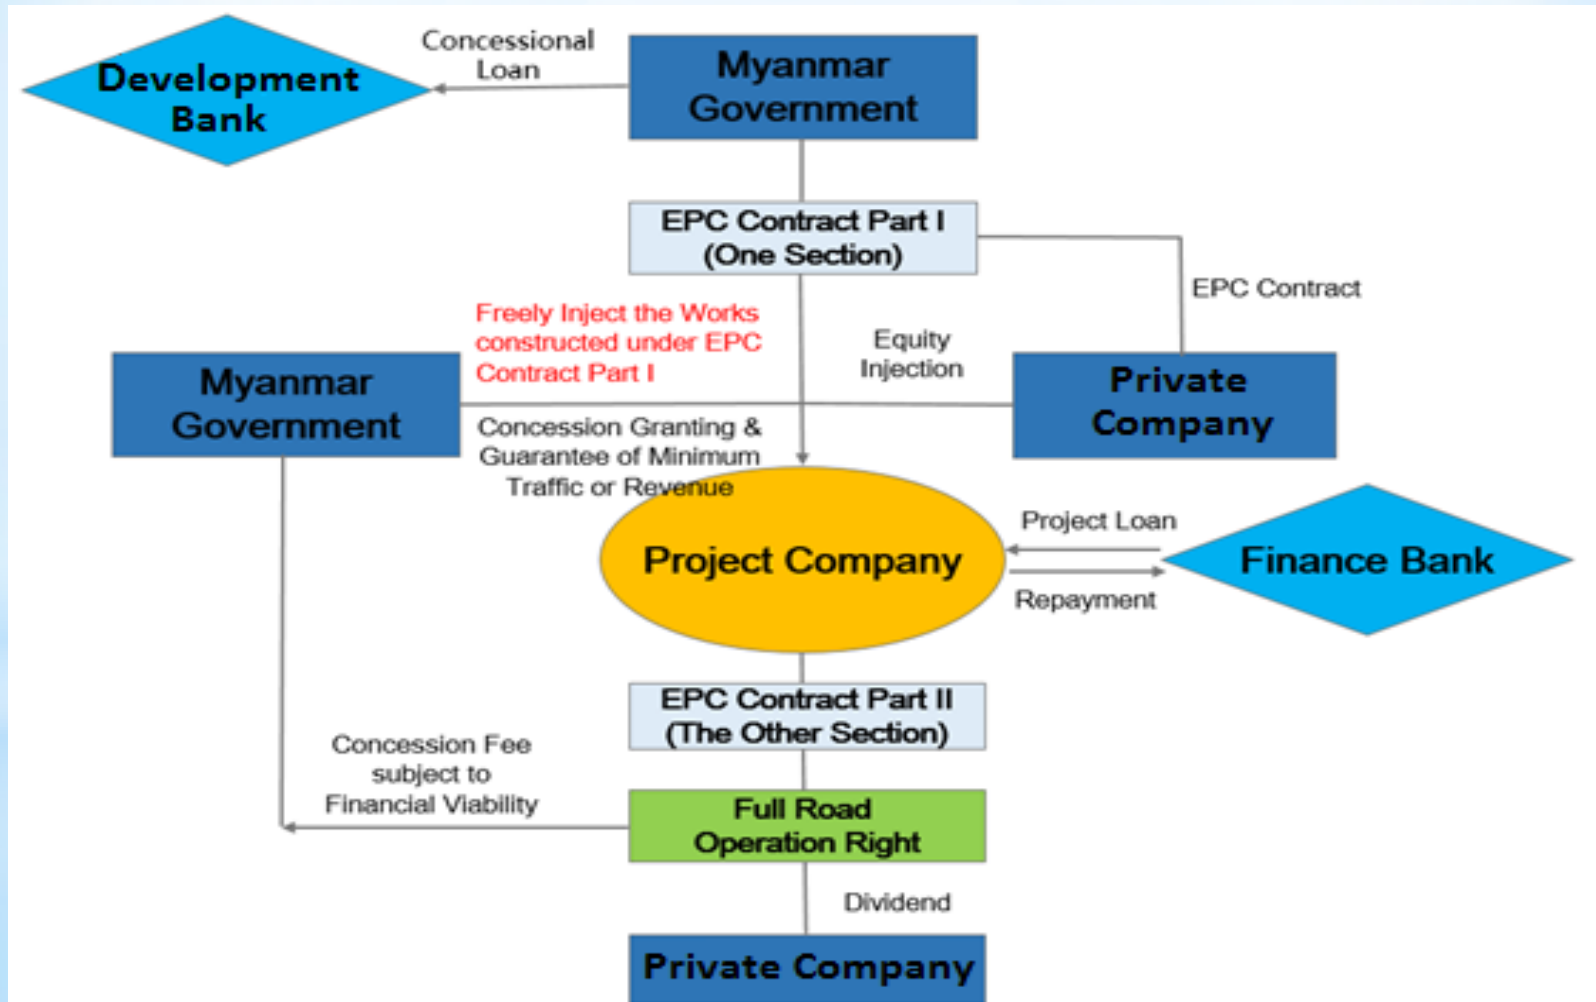 Concessional
Loan
Development
Bank
Myanmar
Government
EPC Contract Part I
(One Section)
EPC Contract
Freely Inject the Works
constructed under EPC
Contract Part I
Equity
Injection
Myanmar
Government
Private
Company
Concession Granting &
Guarantee of Minimum
Traffic or Revenue
Project Company
Project Loan
Repayment
Finance Bank
EPC Contract Part II
(The Other Section)
Concession Fee
subject to
Financial Viability
Full Road
Operation Right
Dividend
Private Company